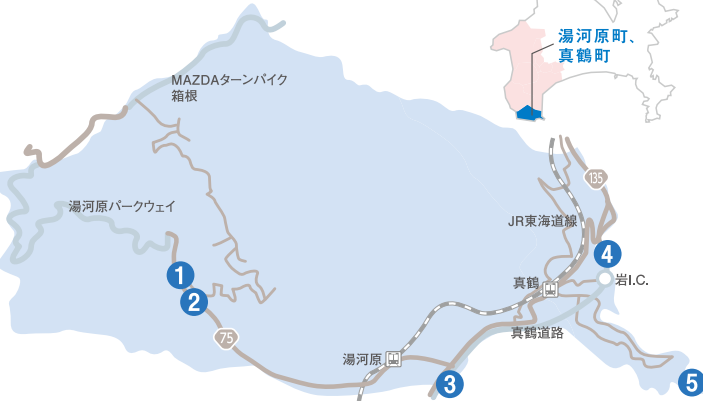 湯河原町、
真鶴町
MAZDAターンパイク
箱根
135
湯河原パークウェイ
JR東海道線
4
1
真鶴
岩I.C.
2
真鶴道路
75
湯河原
3
5